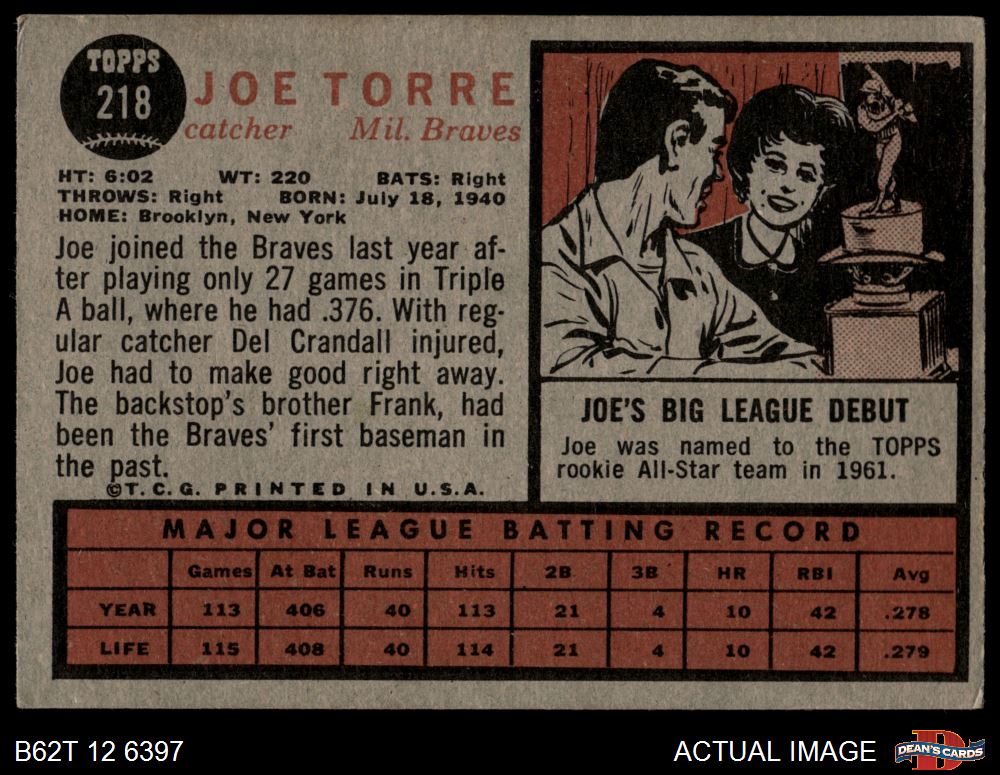 TOPPS
218
JOE TORRE
catcher Mil. Braves
HT: 6:02 WT: 220 BATS: Right
THROWS: Right BORN: July 18, 1940
HOME: Brooklyn, New York
Joe joined the Braves last year af-
ter playing only 27 games in Triple
A ball, where he had .376. With reg-
ular catcher Del Crandall injured,
Joe had to make good right away.
The backstop's brother Frank, had
been the Braves' first baseman in
the past.
©T.C.G. PRINTED IN U.S.A.
JOE'S BIG LEAGUE DEBUT
Joe was named to the TOPPS
rookie All-Star team in 1961.
MAJOR LEAGUE BATTING RECORD
Games At Bat Runs Hits 2B 3B HR RBI Avg
YEAR 113 406 40 113 21 4 10 42 .278
LIFE 115 408 40 114 21 4 10 42 .279
B62T 12 6397 ACTUAL IMAGE DEAN'S CARDS